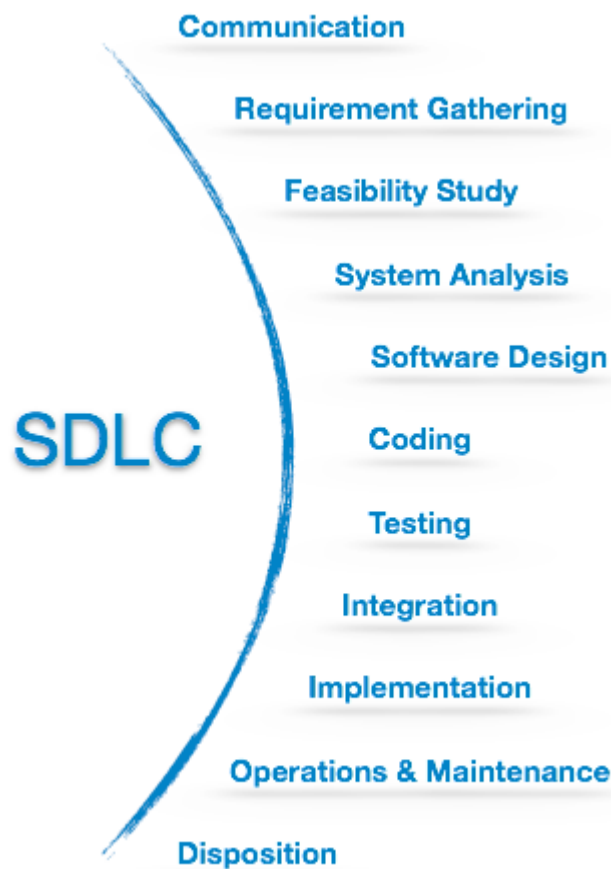 Communication
Requirement Gathering
Feasibility Study
System Analysis
Software Design
SDLC
Coding
Testing
Integration
Implementation
Operations & Maintenance
Disposition